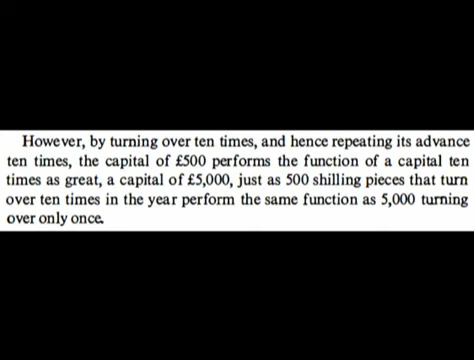 However, by turning over ten times, and hence repeating its advance
ten times, the capital of £500 performs the function of a capital ten
times as great, a capital of £5,000, just as 500 shilling pieces that turn
over ten times in the year perform the same function as 5,000 turning
over only once.